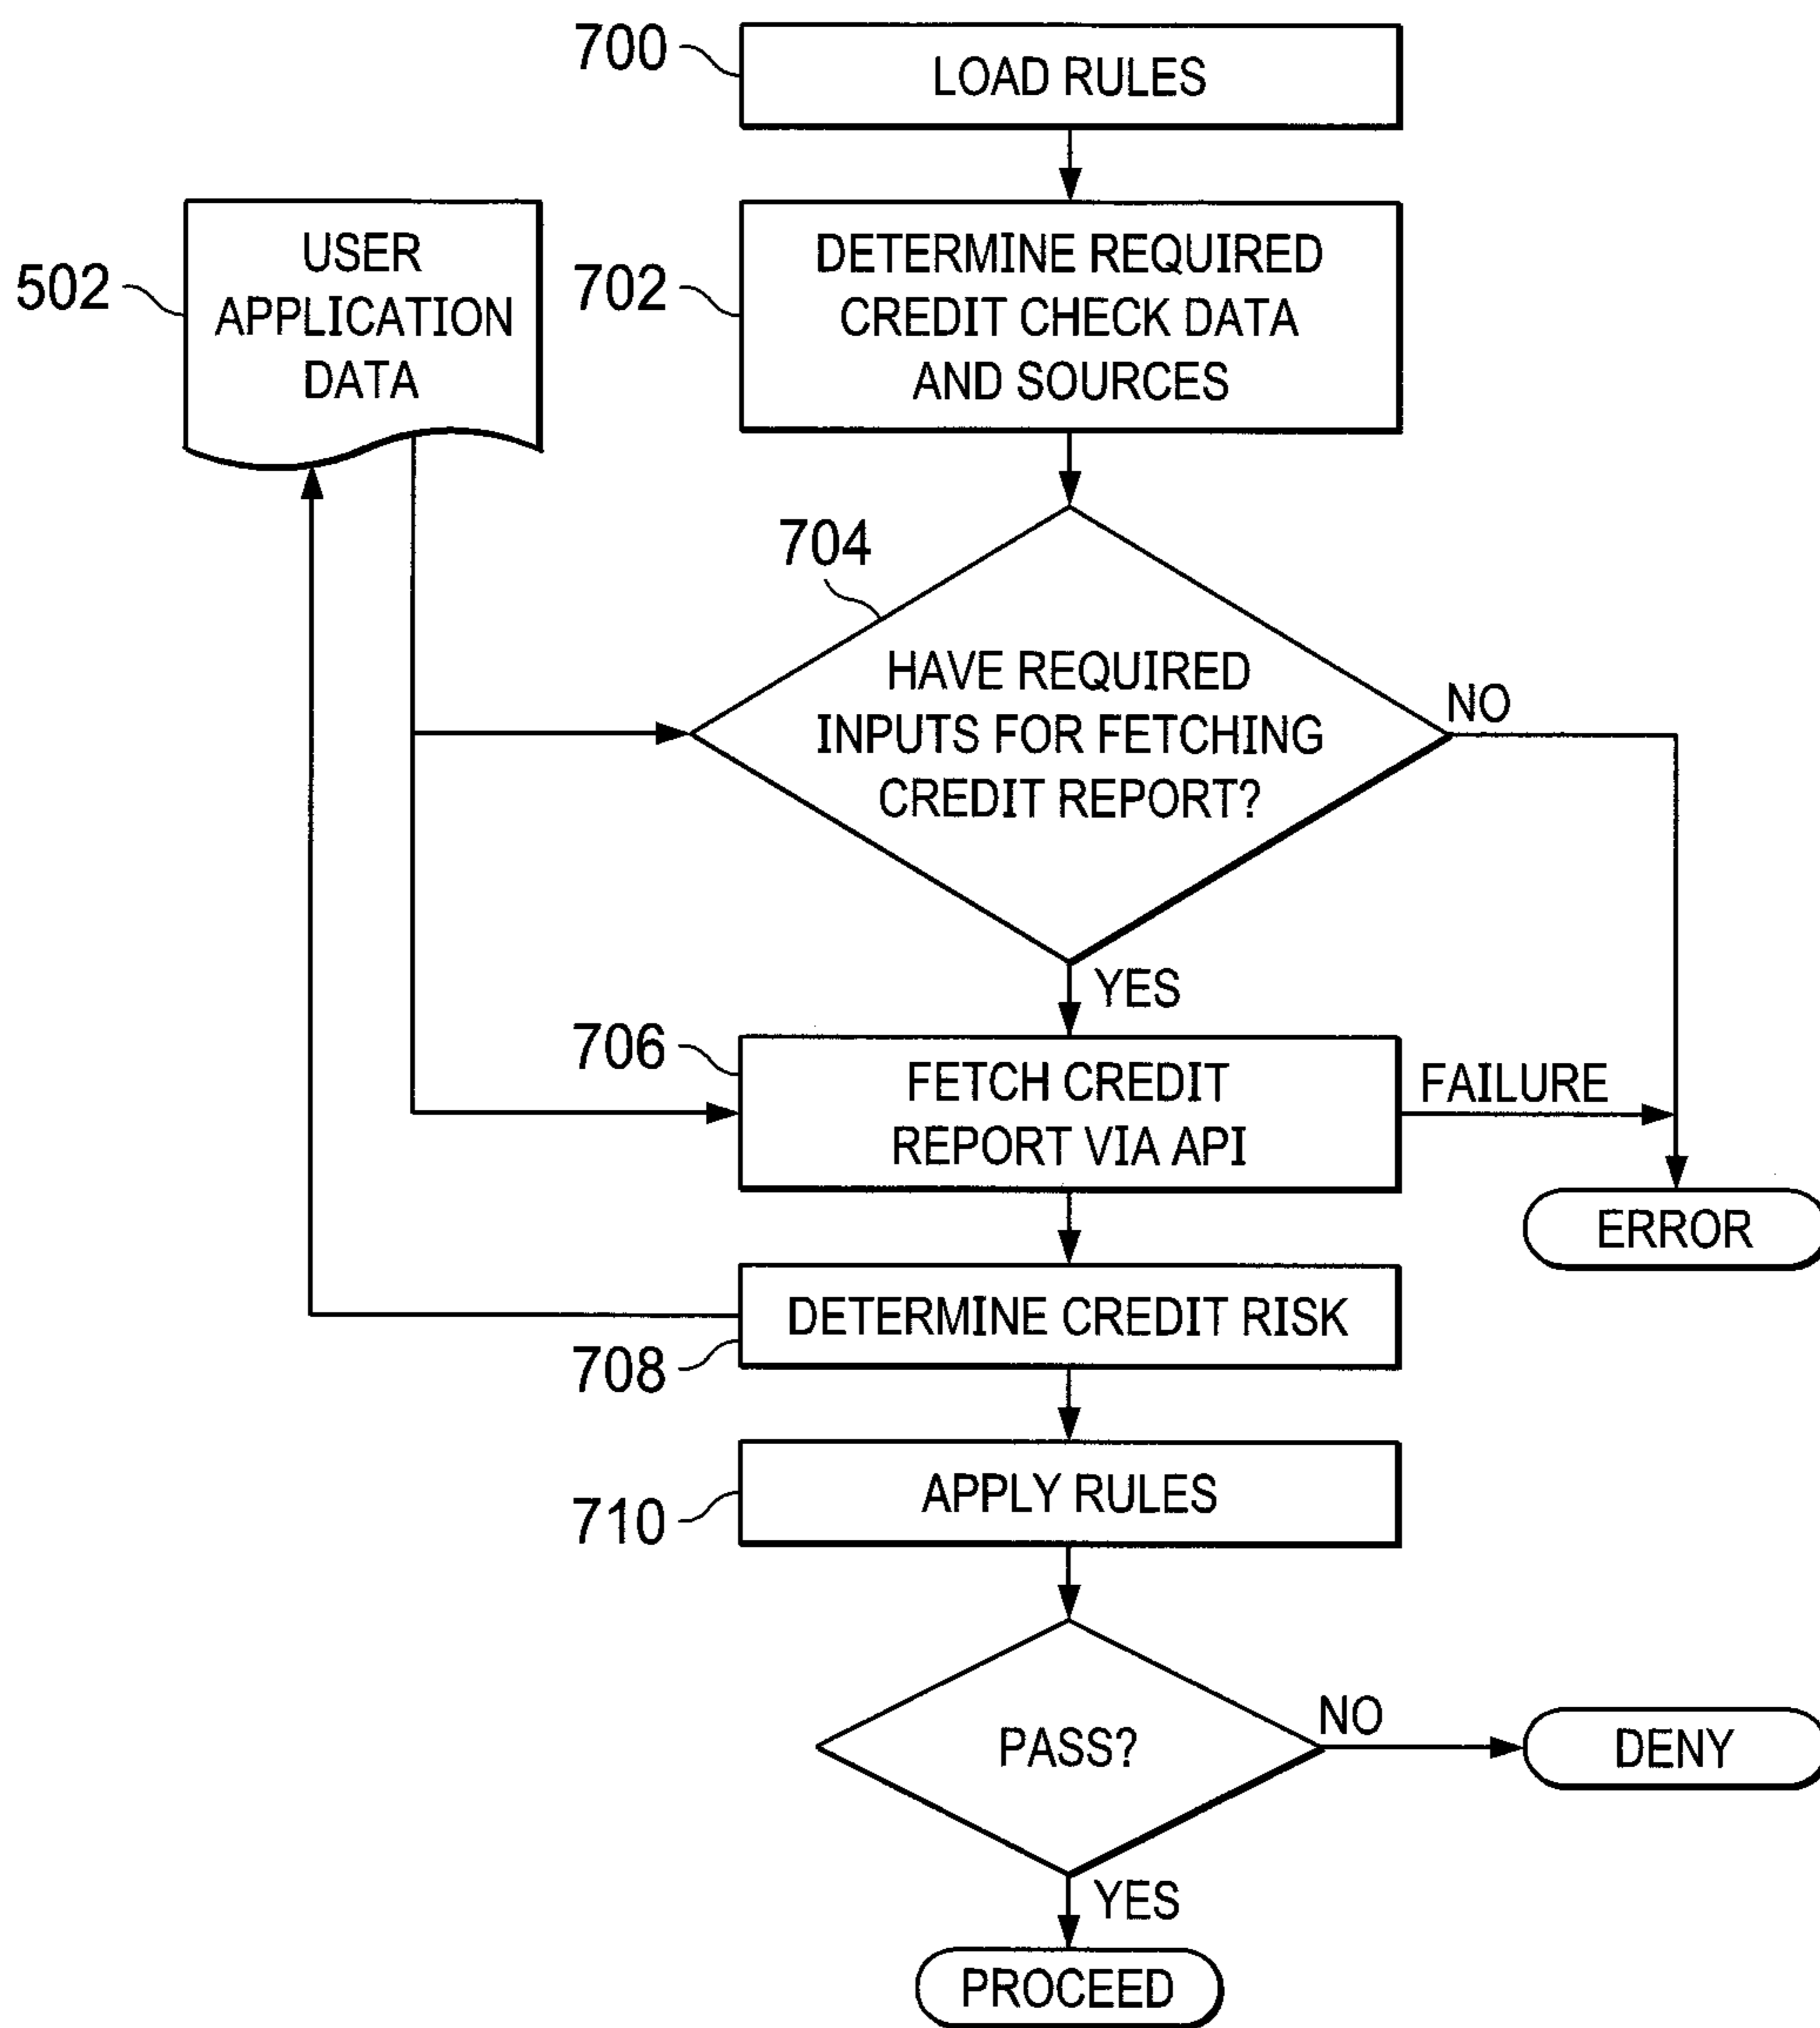 700
LOAD RULES
502
USER
APPLICATION
DATA
702
DETERMINE REQUIRED
CREDIT CHECK DATA
AND SOURCES
704
HAVE REQUIRED
INPUTS FOR FETCHING
CREDIT REPORT?
NO
YES
706
FETCH CREDIT
REPORT VIA API
FAILURE
ERROR
708
DETERMINE CREDIT RISK
710
APPLY RULES
PASS?
NO
DENY
YES
PROCEED